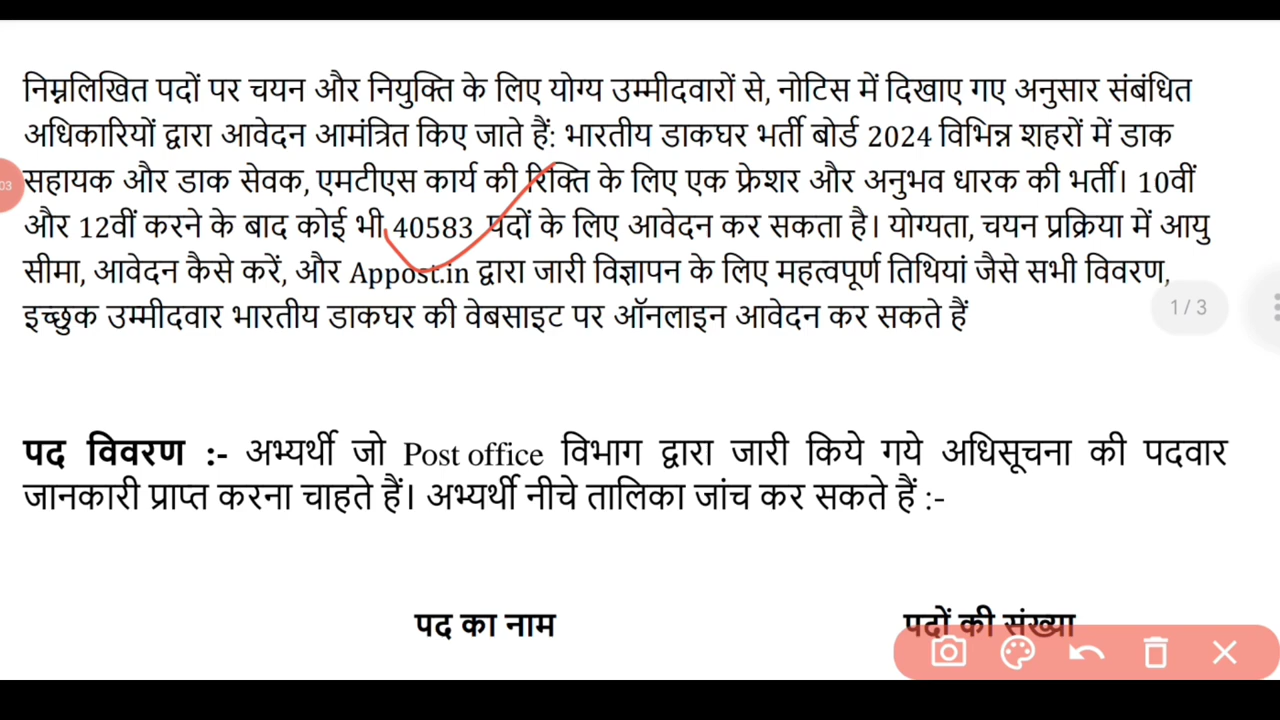 निम्नलिखित पदों पर चयन और नियुक्ति के लिए योग्य उम्मीदवारों से, नोटिस में दिखाए गए अनुसार संबंधित
अधिकारियों द्वारा आवेदन आमंत्रित किए जाते हैं: भारतीय डाकघर भर्ती बोर्ड 2024 विभिन्न शहरों में डाक
सहायक और डाक सेवक, एमटीएस कार्य की रिक्ति के लिए एक फ्रेशर और अनुभव धारक की भर्ती। 10वीं
और 12वीं करने के बाद कोई भी 40583 पदों के लिए आवेदन कर सकता है। योग्यता, चयन प्रक्रिया में आयु
सीमा, आवेदन कैसे करें, और Appost.in द्वारा जारी विज्ञापन के लिए महत्वपूर्ण तिथियां जैसे सभी विवरण,
इच्छुक उम्मीदवार भारतीय डाकघर की वेबसाइट पर ऑनलाइन आवेदन कर सकते हैं
03
1 / 3
पद विवरण :- अभ्यर्थी जो Post office विभाग द्वारा जारी किये गये अधिसूचना की पदवार
जानकारी प्राप्त करना चाहते हैं। अभ्यर्थी नीचे तालिका जांच कर सकते हैं :-
पद का नाम पदों की संख्या